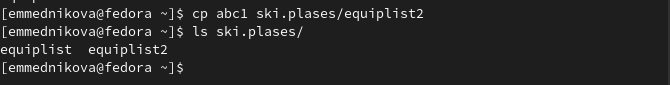 [emmednikova@fedora ~]$ cp abc1 ski.plases/equiplist2
[emmednikova@fedora ~]$ ls ski.plases/
equiplist  equiplist2
[emmednikova@fedora ~]$